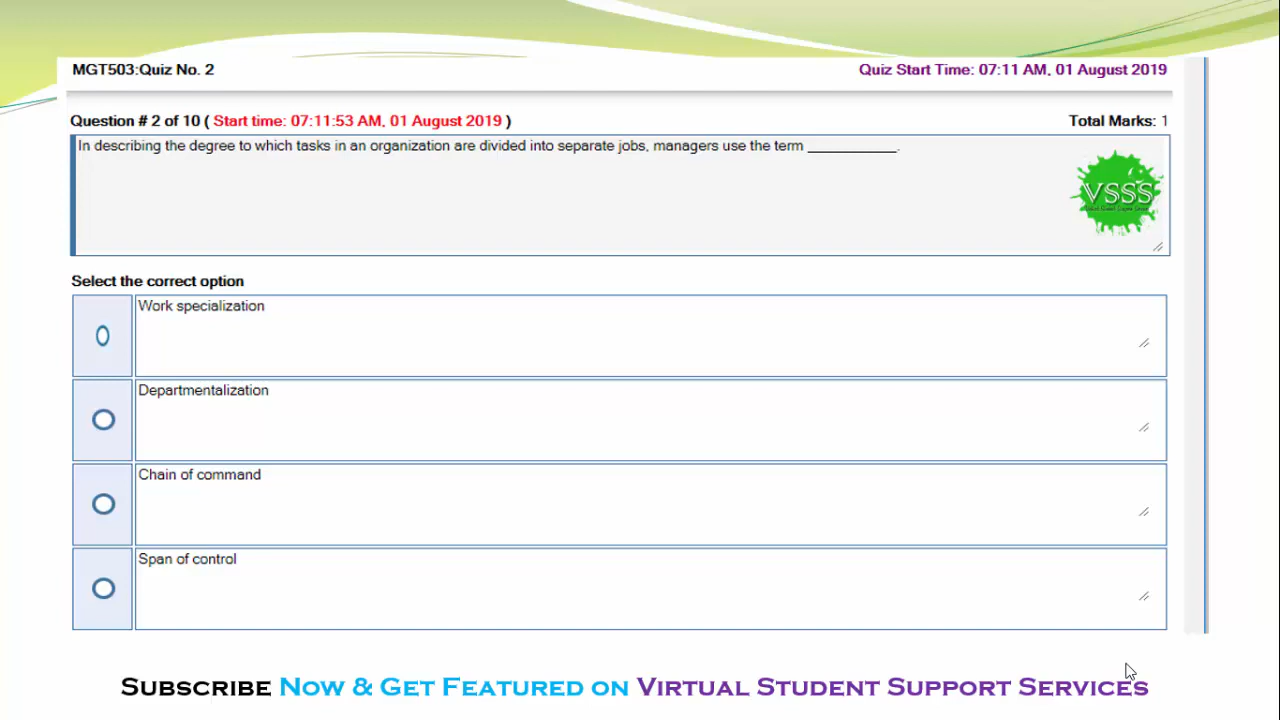 MGT503:Quiz No. 2
Quiz Start Time: 07:11 AM, 01 August 2019
Question # 2 of 10 ( Start time: 07:11:53 AM, 01 August 2019 )
Total Marks: 1
In describing the degree to which tasks in an organization are divided into separate jobs, managers use the term ___________.
VSSS
Select the correct option
Work specialization
Departmentalization
Chain of command
Span of control
Subscribe Now & Get Featured on Virtual Student Support Services